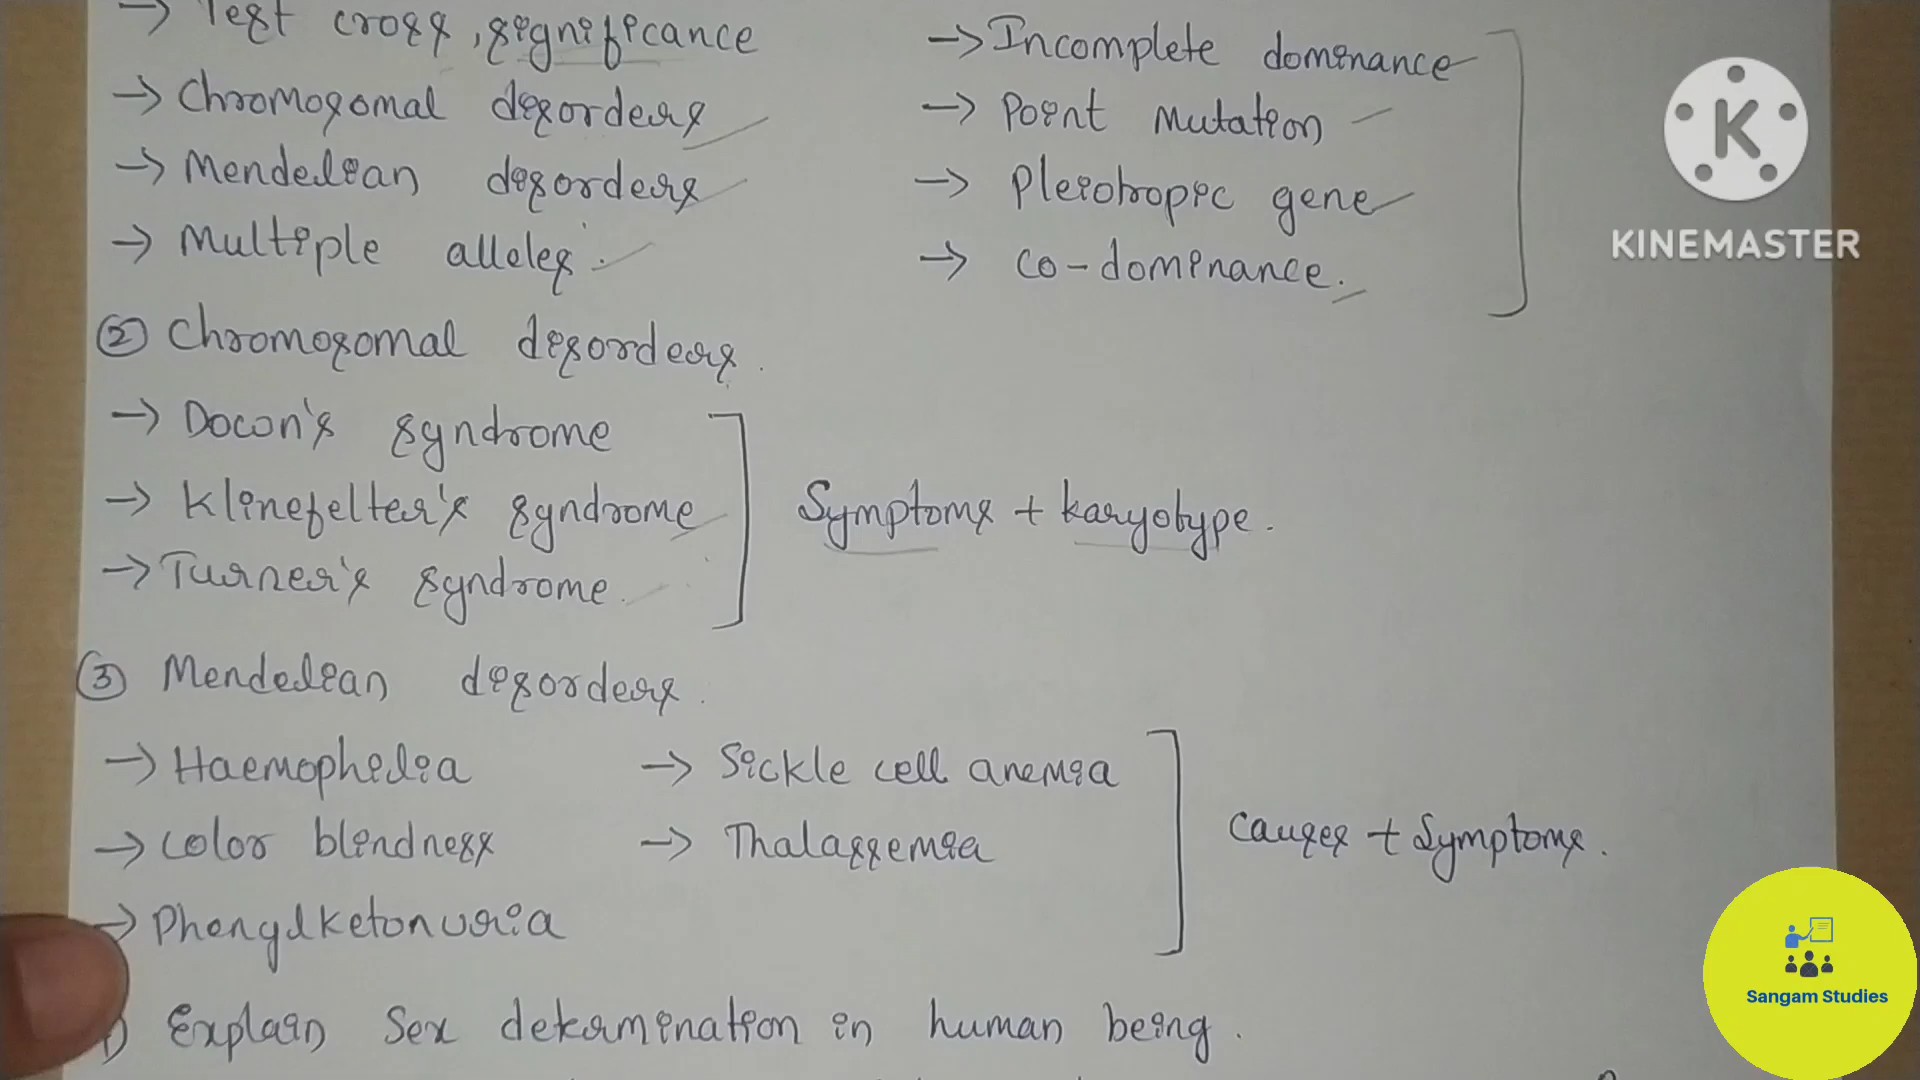 → Test cross, significance
→ Chromosomal disorders
→ Mendelian disorders
→ Multiple alleles.
→ Incomplete dominance
→ Point Mutation
→ Pleiotropic gene
→ Co-dominance.
KINEMASTER
② Chromosomal disorders.
→ Down's syndrome
→ Klinefelter's syndrome
→ Turner's syndrome.
Symptoms + karyotype.
③ Mendelian disorders.
→ Haemophilia
→ Color blindness
→ Phenylketonuria
→ Sickle cell anemia
→ Thalassemia
Causes + Symptoms.
Explain Sex determination in human being.
Sangam Studies